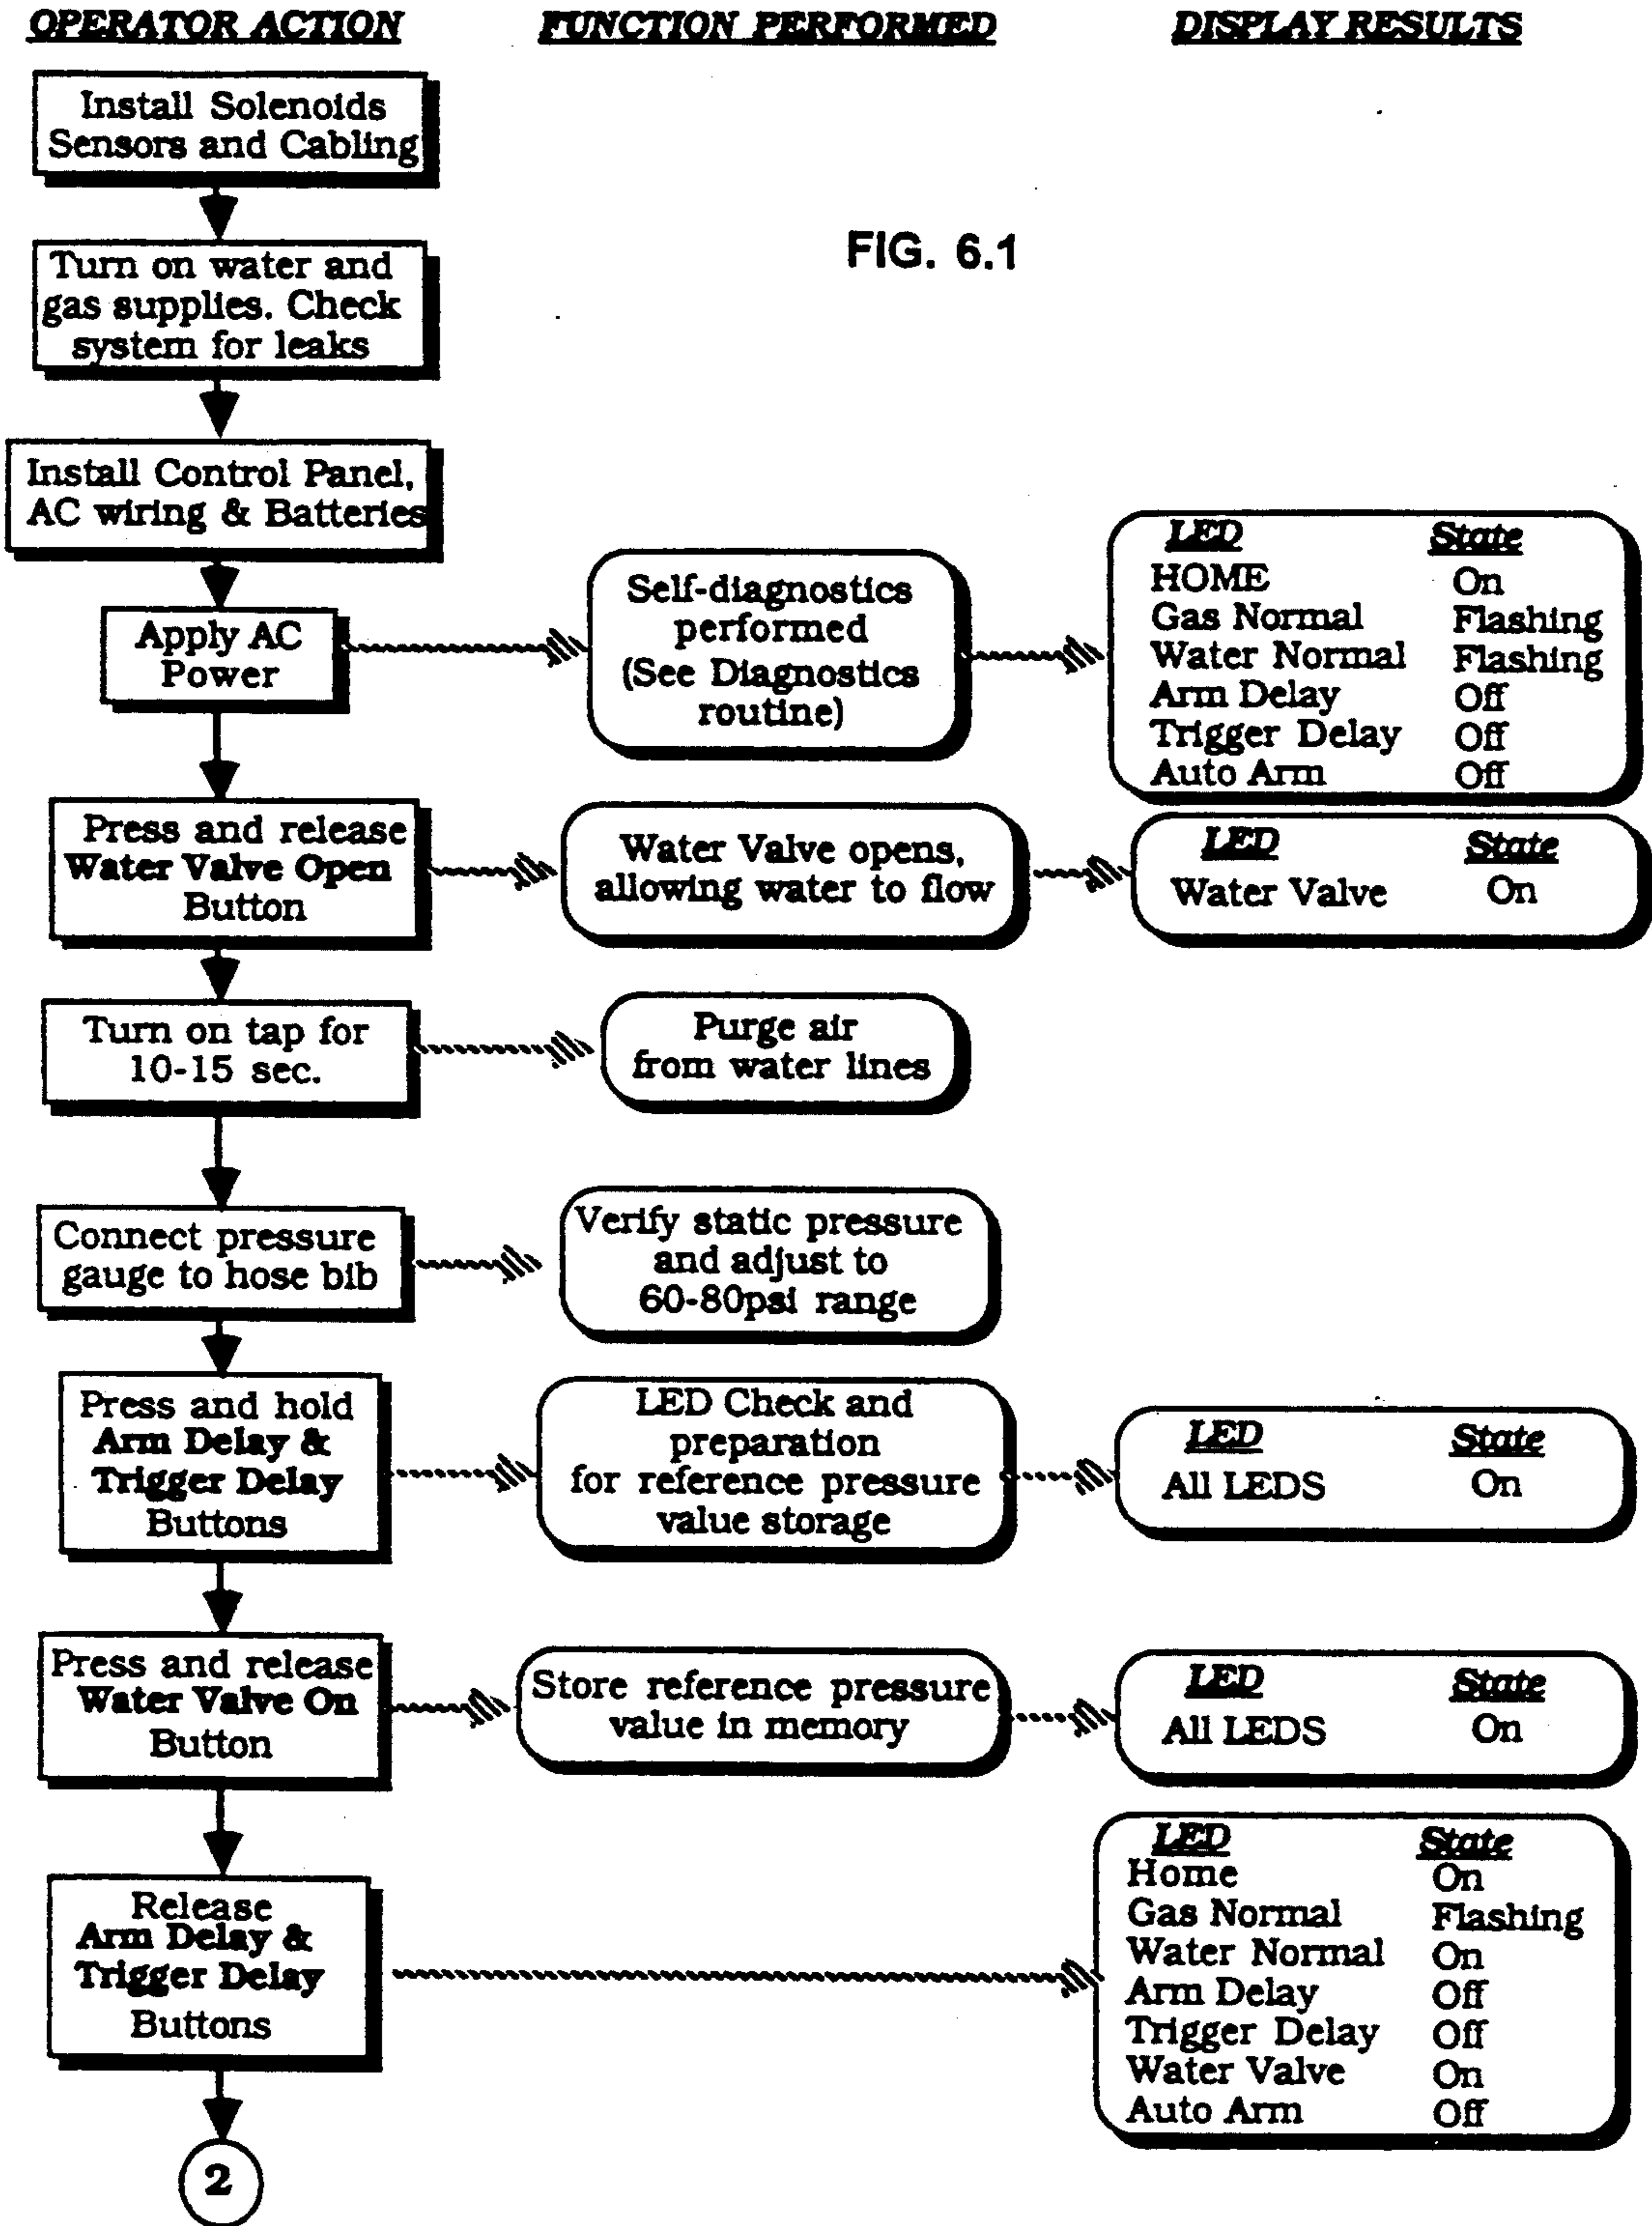 OPERATOR ACTION
FUNCTION PERFORMED
DISPLAY RESULTS
Install Solenoids
Sensors and Cabling
FIG. 6.1
Turn on water and
gas supplies. Check
system for leaks
Install Control Panel,
AC wiring & Batteries
Apply AC
Power
Self-diagnostics
performed
(See Diagnostics
routine)
LED State
HOME On
Gas Normal Flashing
Water Normal Flashing
Arm Delay Off
Trigger Delay Off
Auto Arm Off
Press and release
Water Valve Open
Button
Water Valve opens,
allowing water to flow
LED State
Water Valve On
Turn on tap for
10-15 sec.
Purge air
from water lines
Connect pressure
gauge to hose bib
Verify static pressure
and adjust to
60-80psi range
Press and hold
Arm Delay &
Trigger Delay
Buttons
LED Check and
preparation
for reference pressure
value storage
LED State
All LEDS On
Press and release
Water Valve On
Button
Store reference pressure
value in memory
LED State
All LEDS On
Release
Arm Delay &
Trigger Delay
Buttons
LED State
Home On
Gas Normal Flashing
Water Normal On
Arm Delay Off
Trigger Delay Off
Water Valve On
Auto Arm Off
2